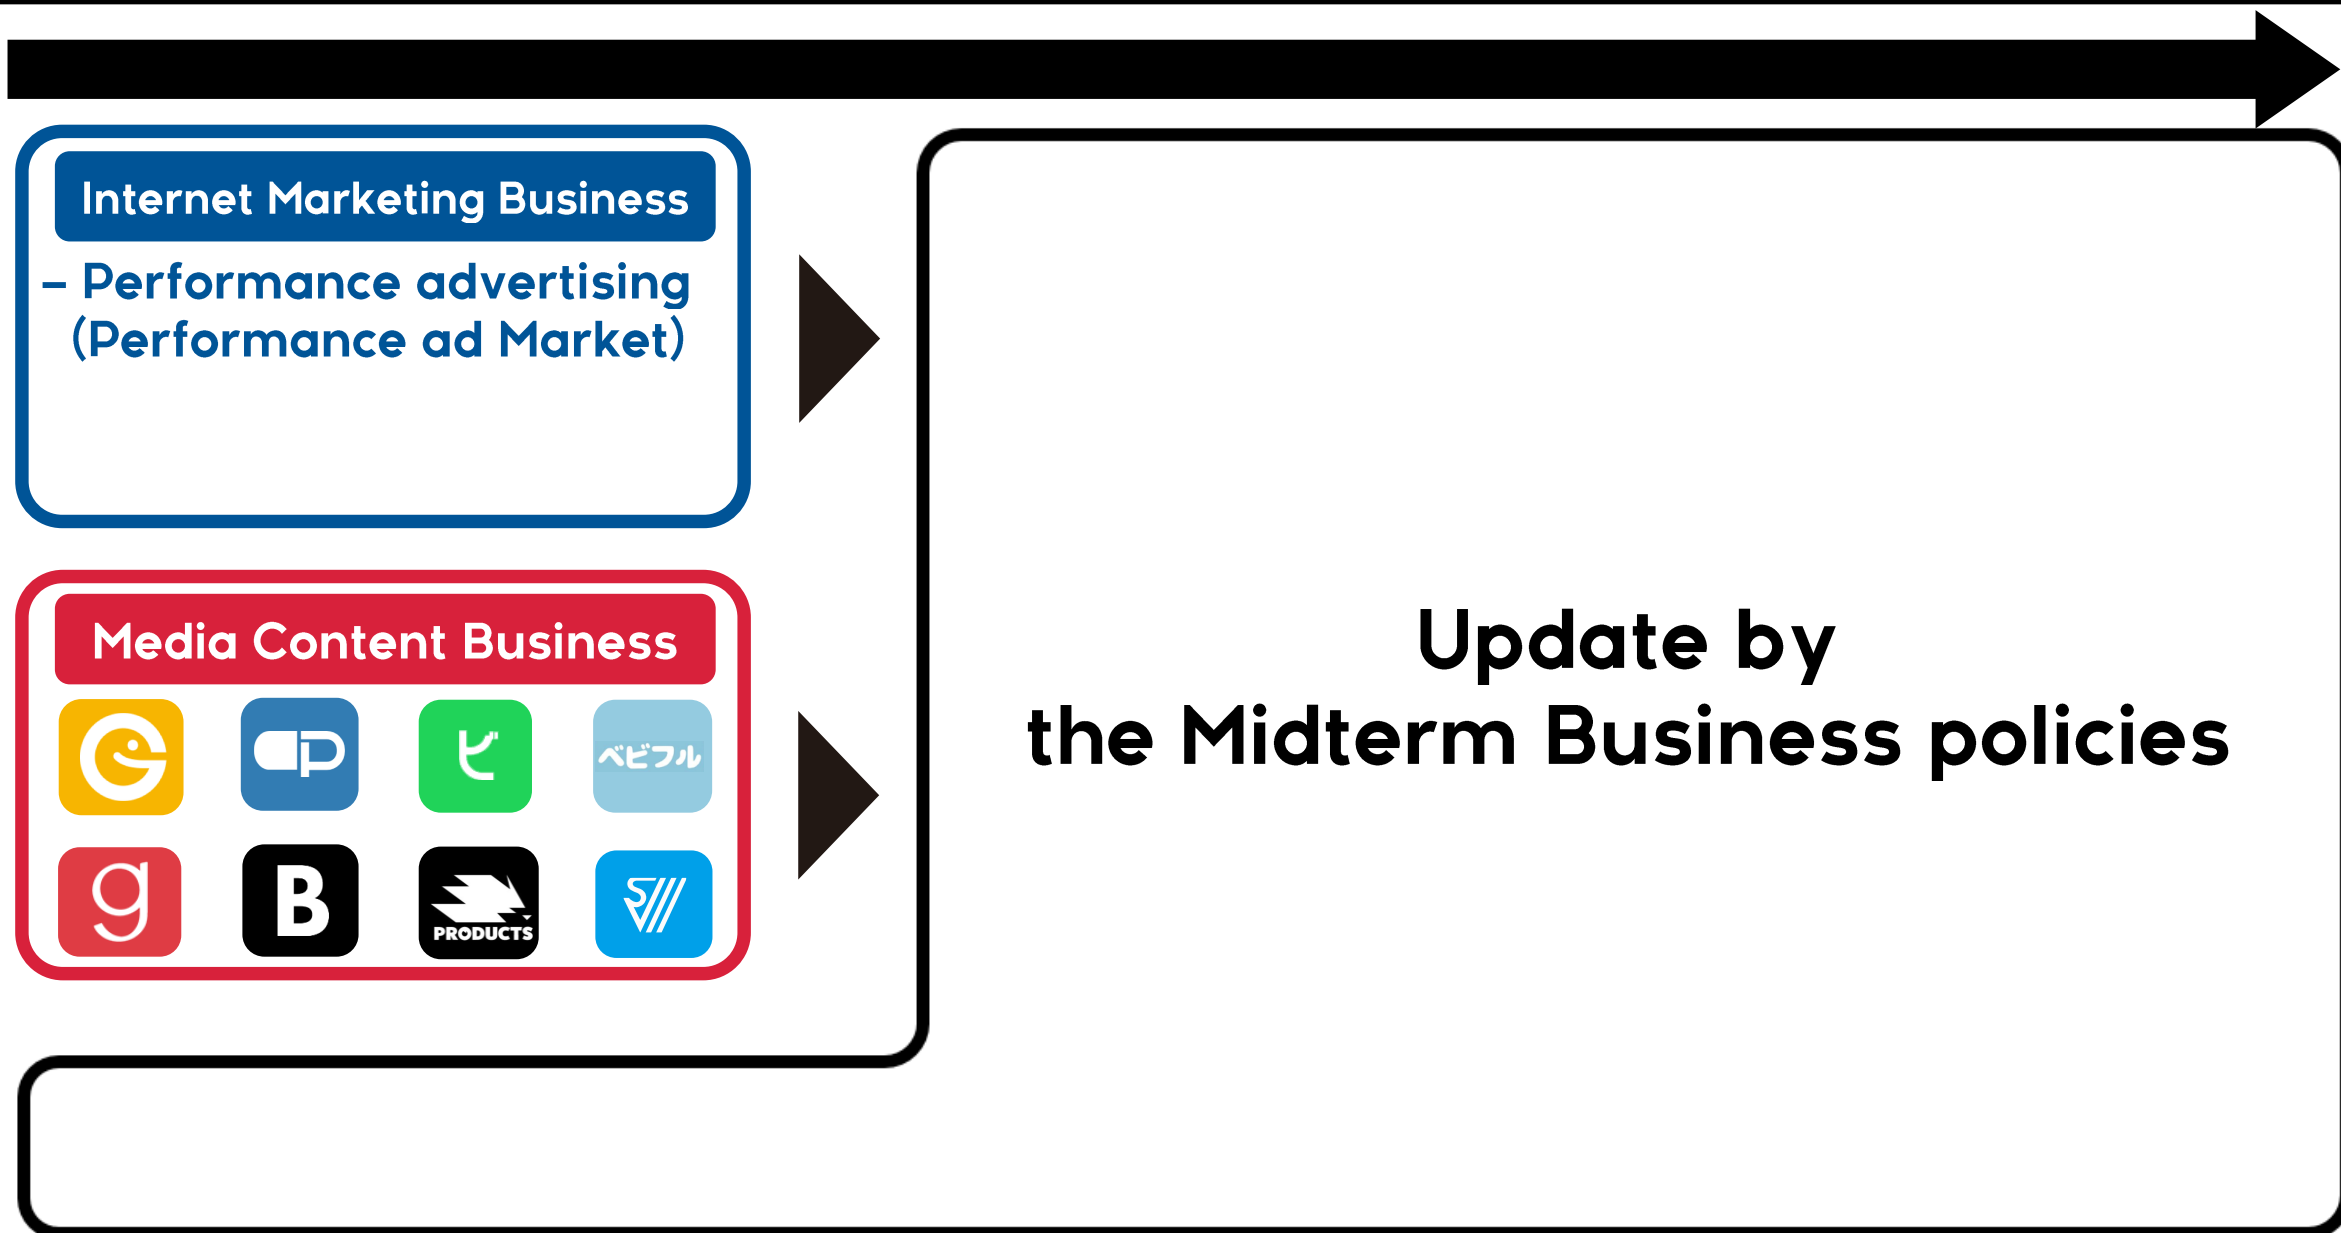 Internet Marketing Business
– Performance advertising
(Performance ad Market)
Media Content Business
ビ
ベビフル
g
B
PRODUCTS
Update by
the Midterm Business policies